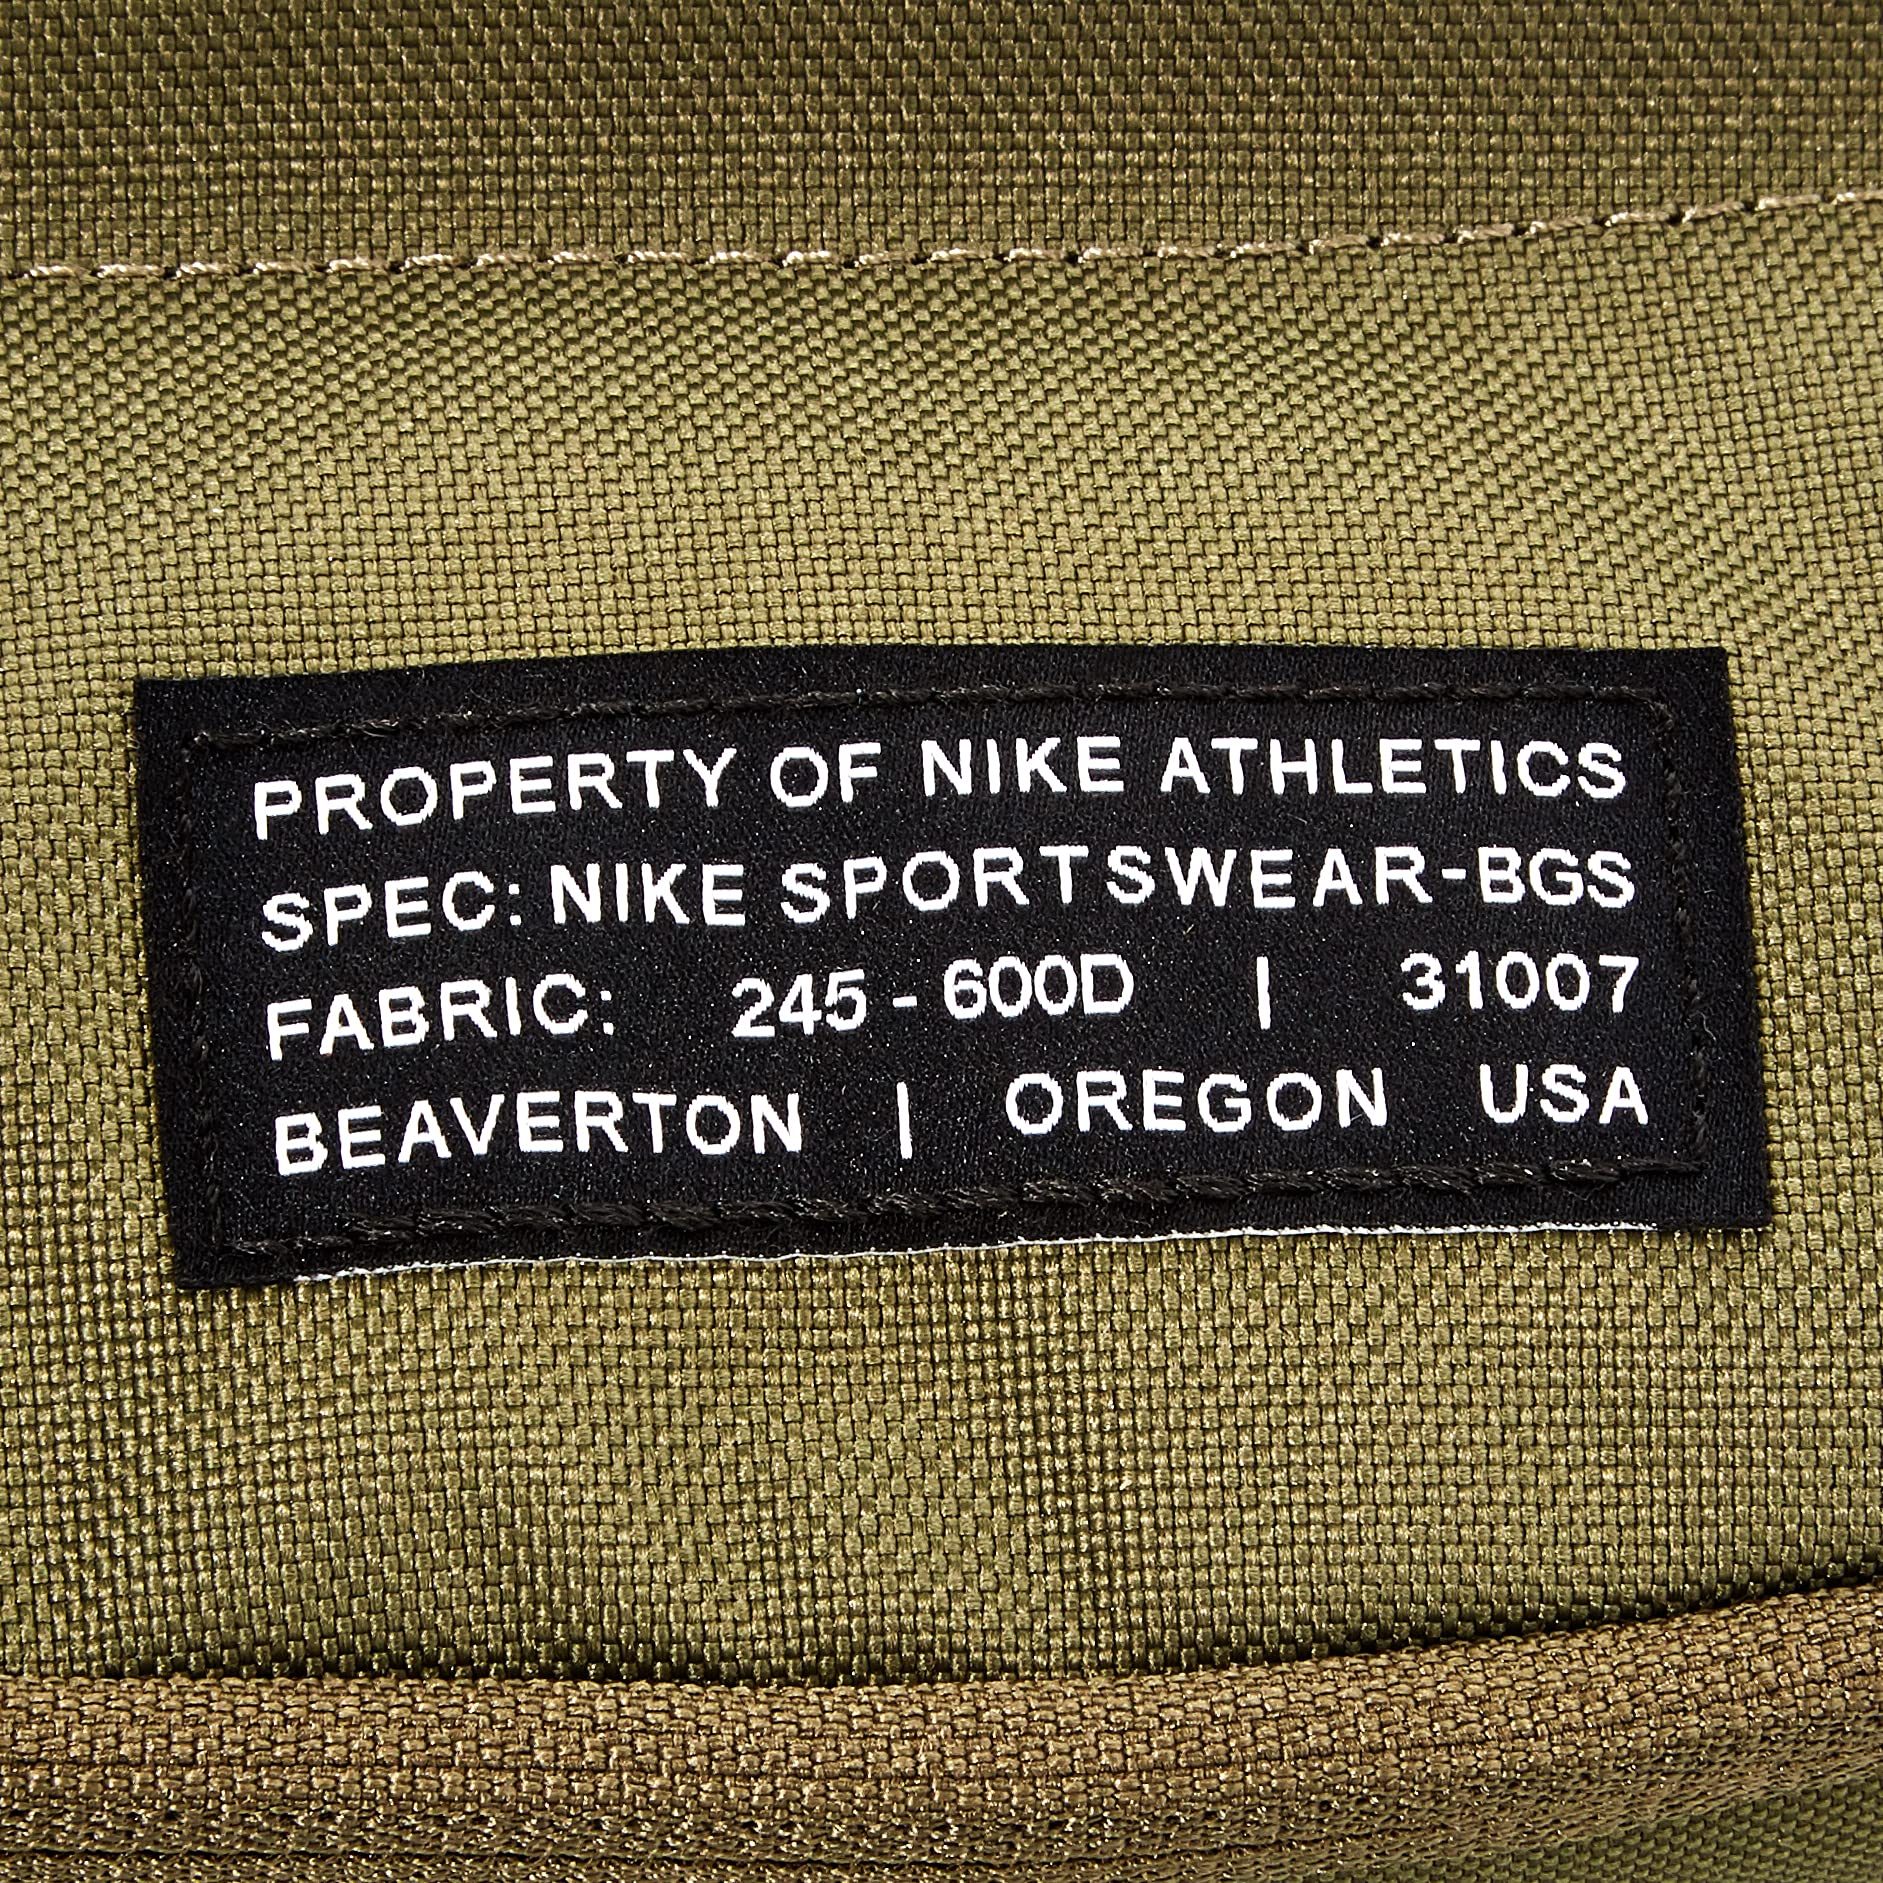 PROPERTY OF NIKE ATHLETICS
SPEC: NIKE SPORTSWEAR-BGS
FABRIC: 245 - 600D | 31007
BEAVERTON | OREGON USA